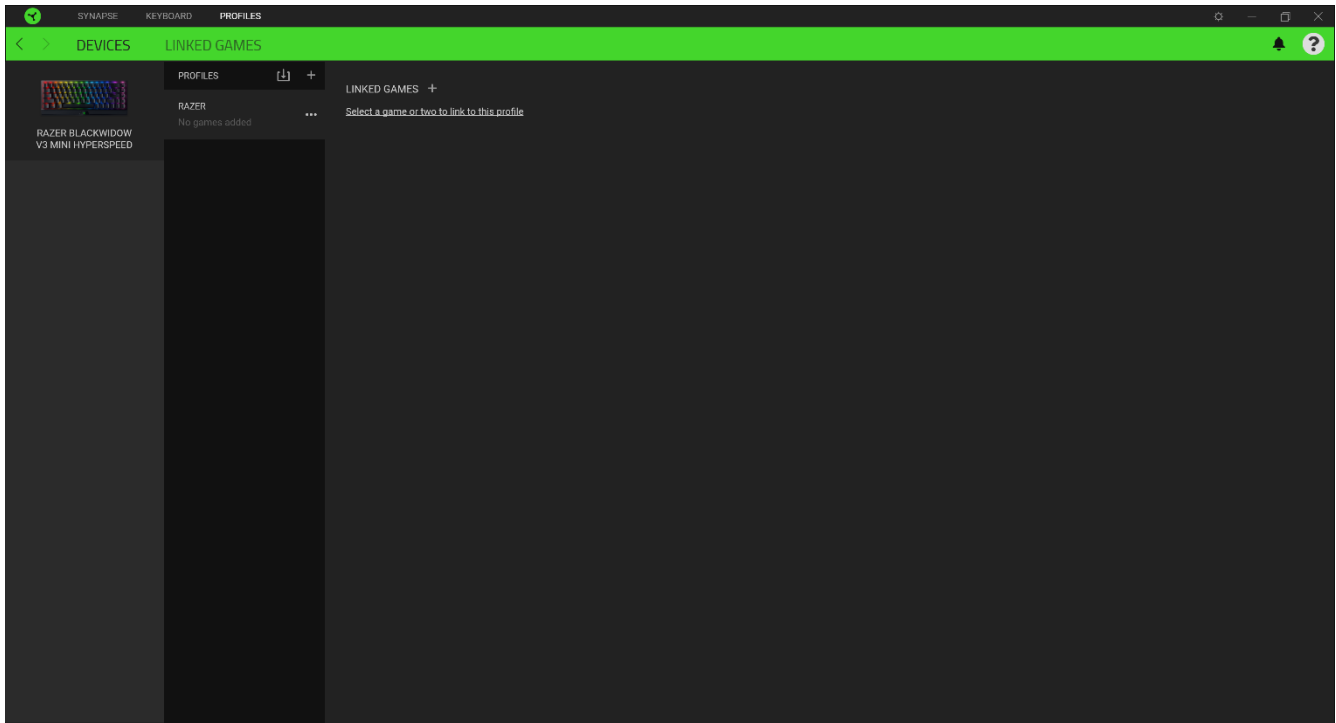 SYNAPSE KEYBOARD PROFILES
DEVICES LINKED GAMES
RAZER BLACKWIDOW
V3 MINI HYPERSPEED
PROFILES
RAZER
No games added
LINKED GAMES +
Select a game or two to link to this profile